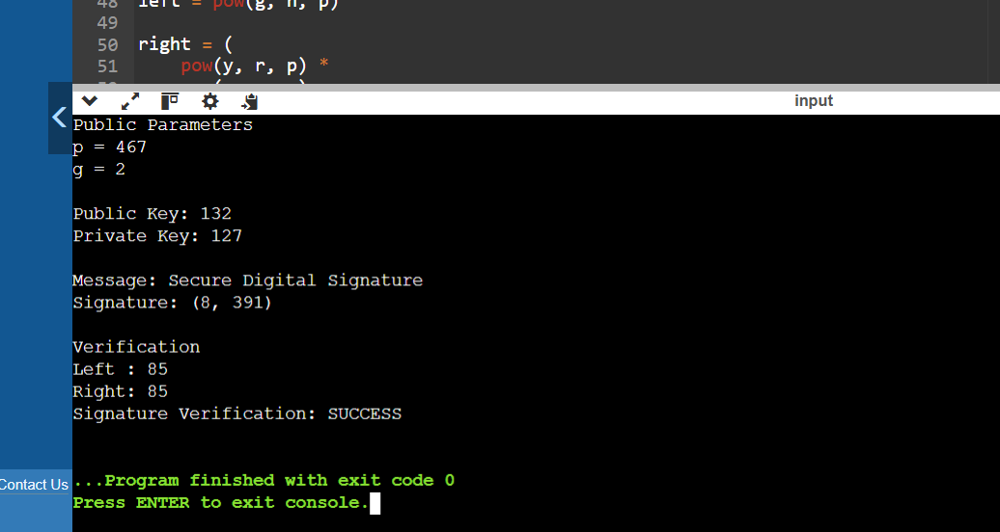 48 left = pow(g, h, p)
49
50 right = (
51 pow(y, r, p) *
input
Public Parameters
p = 467
g = 2
Public Key: 132
Private Key: 127
Message: Secure Digital Signature
Signature: (8, 391)
Verification
Left : 85
Right: 85
Signature Verification: SUCCESS
...Program finished with exit code 0
Press ENTER to exit console.
Contact Us